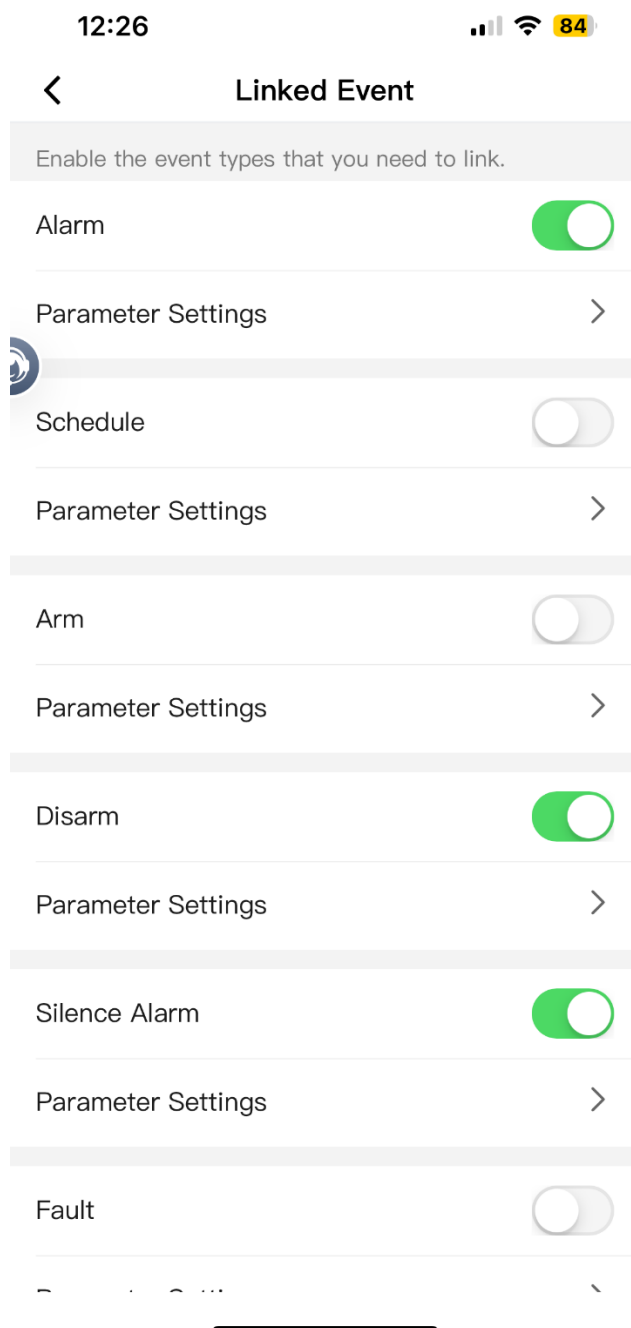 12:26
84
Linked Event
Enable the event types that you need to link.
Alarm
Parameter Settings
Schedule
Parameter Settings
Arm
Parameter Settings
Disarm
Parameter Settings
Silence Alarm
Parameter Settings
Fault